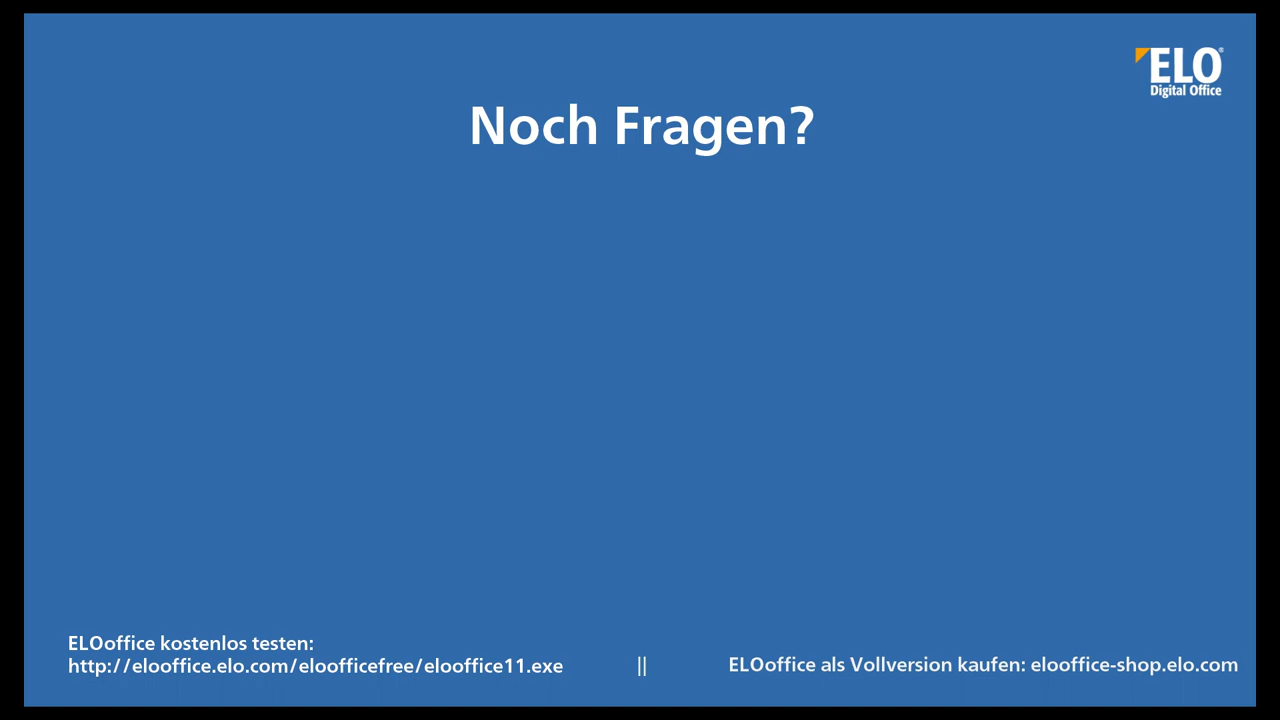 ELO®
Digital Office
Noch Fragen?
ELOoffice kostenlos testen:
http://elooffice.elo.com/eloofficefree/elooffice11.exe
||
ELOoffice als Vollversion kaufen: elooffice-shop.elo.com